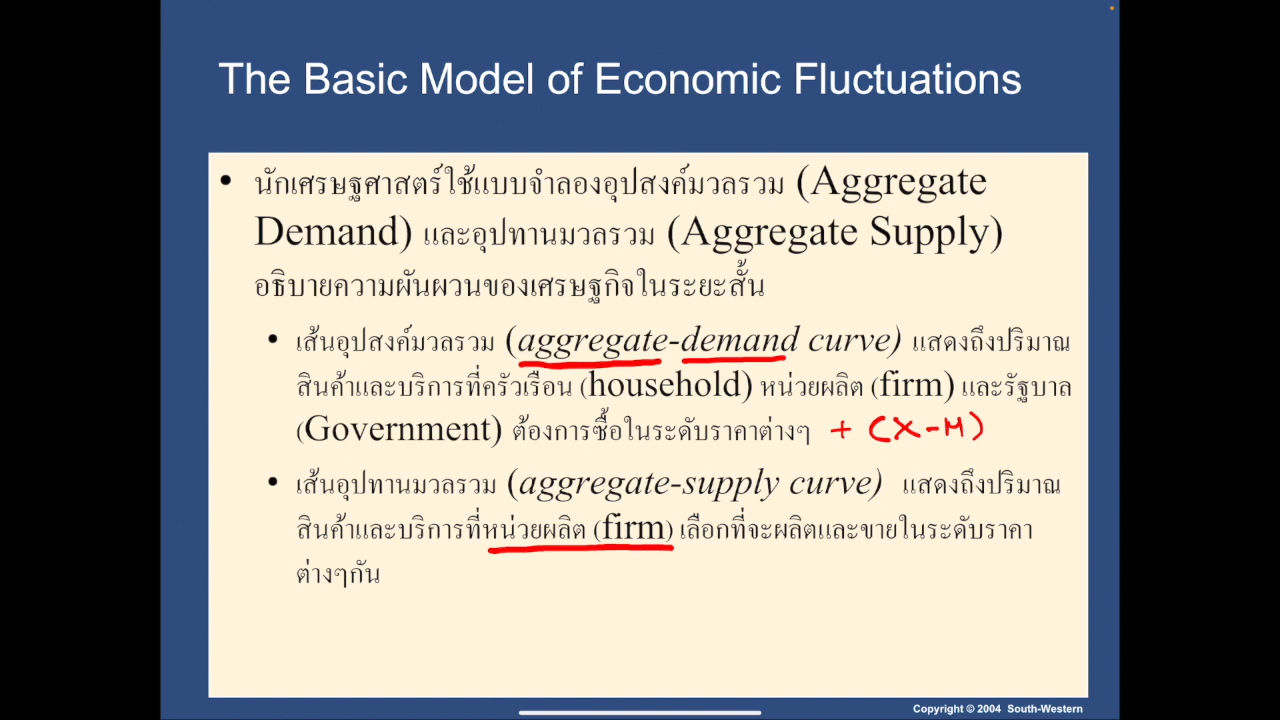 The Basic Model of Economic Fluctuations
• นักเศรษฐศาสตร์ใช้แบบจำลองอุปสงค์มวลรวม (Aggregate
Demand) และอุปทานมวลรวม (Aggregate Supply)
อธิบายความผันผวนของเศรษฐกิจในระยะสั้น
• เส้นอุปสงค์มวลรวม (aggregate-demand curve) แสดงถึงปริมาณ
สินค้าและบริการที่ครัวเรือน (household) หน่วยผลิต (firm) และรัฐบาล
(Government) ต้องการซื้อในระดับราคาต่างๆ + (X-M)
• เส้นอุปทานมวลรวม (aggregate-supply curve) แสดงถึงปริมาณ
สินค้าและบริการที่หน่วยผลิต (firm) เลือกที่จะผลิตและขายในระดับราคา
ต่างๆกัน
Copyright © 2004 South-Western